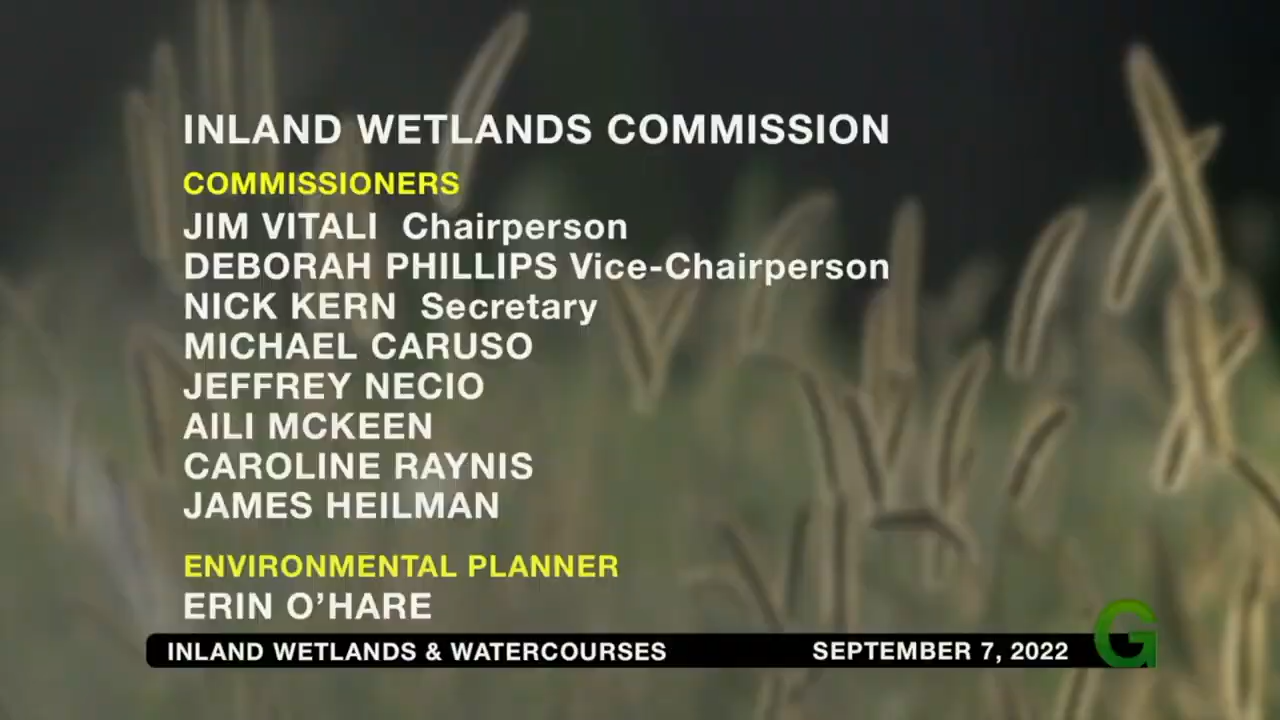 INLAND WETLANDS COMMISSION
COMMISSIONERS
JIM VITALI Chairperson
DEBORAH PHILLIPS Vice-Chairperson
NICK KERN Secretary
MICHAEL CARUSO
JEFFREY NECIO
AILI MCKEEN
CAROLINE RAYNIS
JAMES HEILMAN
ENVIRONMENTAL PLANNER
ERIN O’HARE
INLAND WETLANDS & WATERCOURSES SEPTEMBER 7, 2022 G